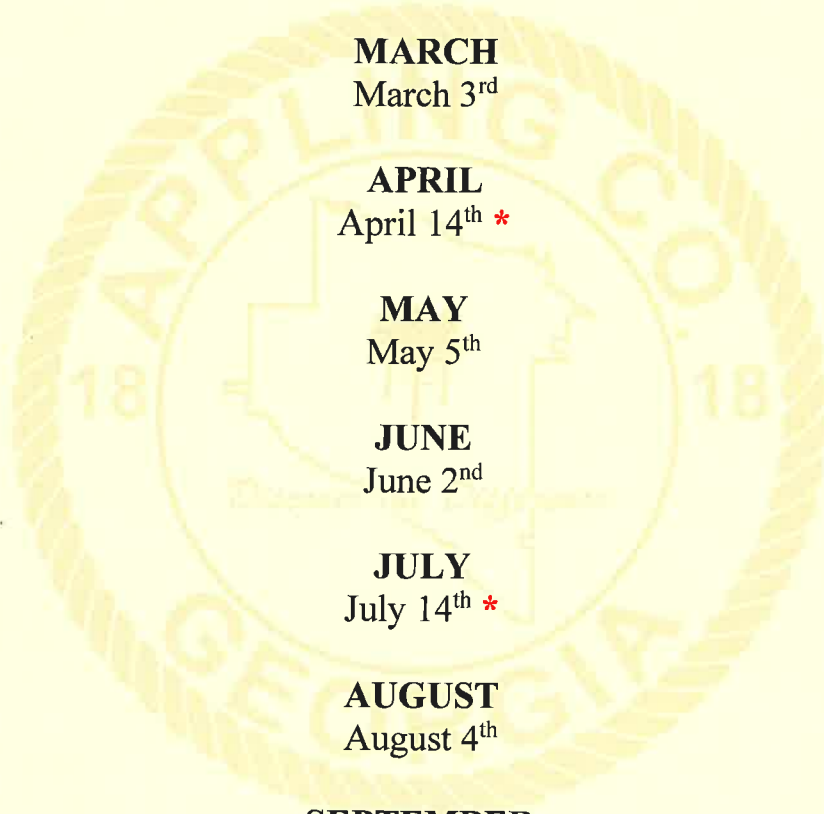 MARCH
March 3rd
APRIL
April 14th *
MAY
May 5th
JUNE
June 2nd
JULY
July 14th *
AUGUST
August 4th
SEPTEMBER
APPLING CO.
18 18
GEORGIA